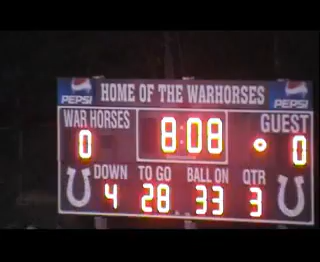 PEPSI HOME OF THE WARHORSES PEPSI
WAR HORSES 8:08 GUEST
0 0
DOWN TO GO BALL ON QTR
4 28 33 3